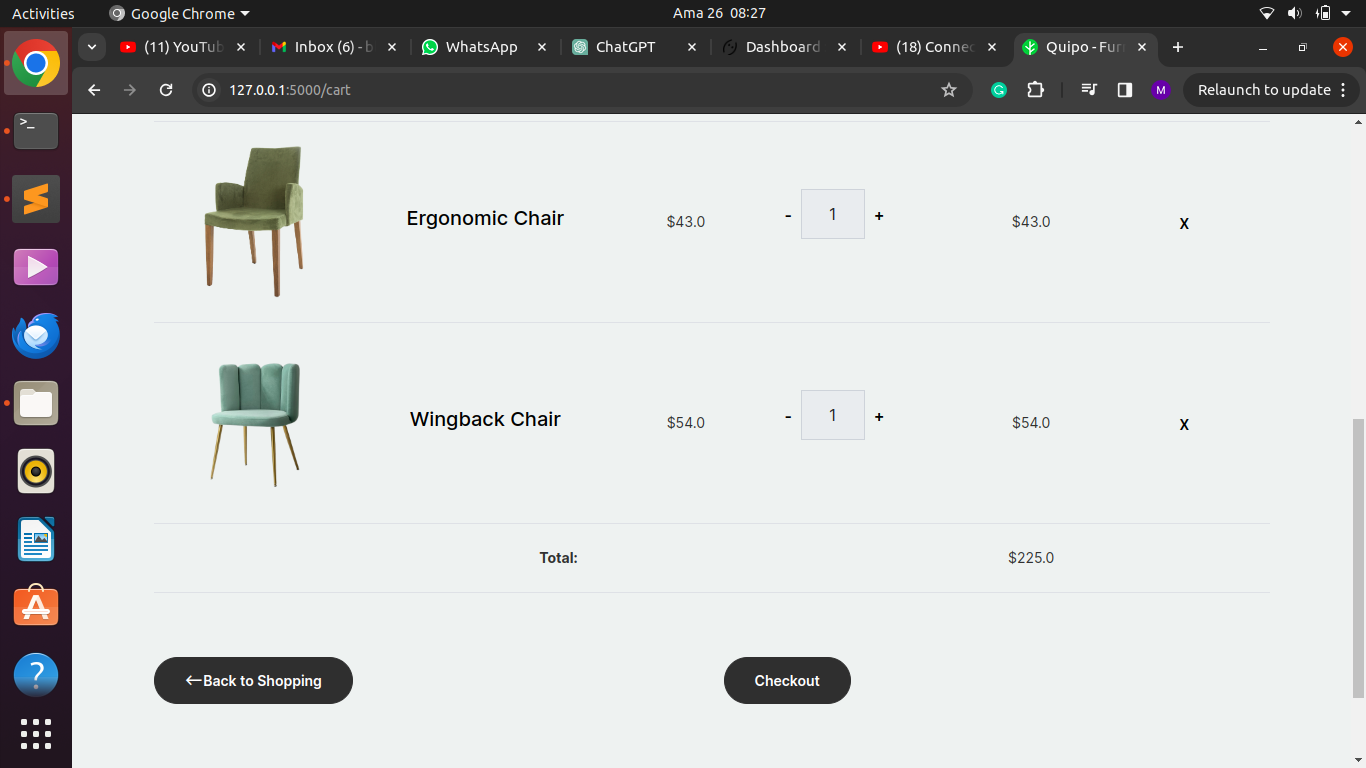 Activities Google Chrome Ama 26 08:27
(11) YouTub Inbox (6) - b WhatsApp ChatGPT Dashboard (18) Connec Quipo - Furn
127.0.0.1:5000/cart M Relaunch to update
Ergonomic Chair $43.0 - 1 + $43.0 X
Wingback Chair $54.0 - 1 + $54.0 X
Total: $225.0
←Back to Shopping Checkout